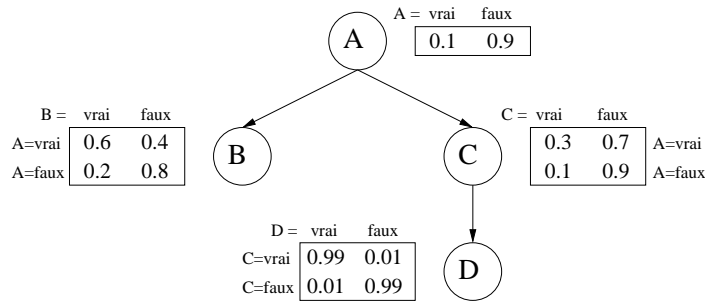 A = vrai faux
A 0.1 0.9
B = vrai faux
A=vrai 0.6 0.4
A=faux 0.2 0.8
B
C
C = vrai faux
0.3 0.7 A=vrai
0.1 0.9 A=faux
D = vrai faux
C=vrai 0.99 0.01
C=faux 0.01 0.99
D